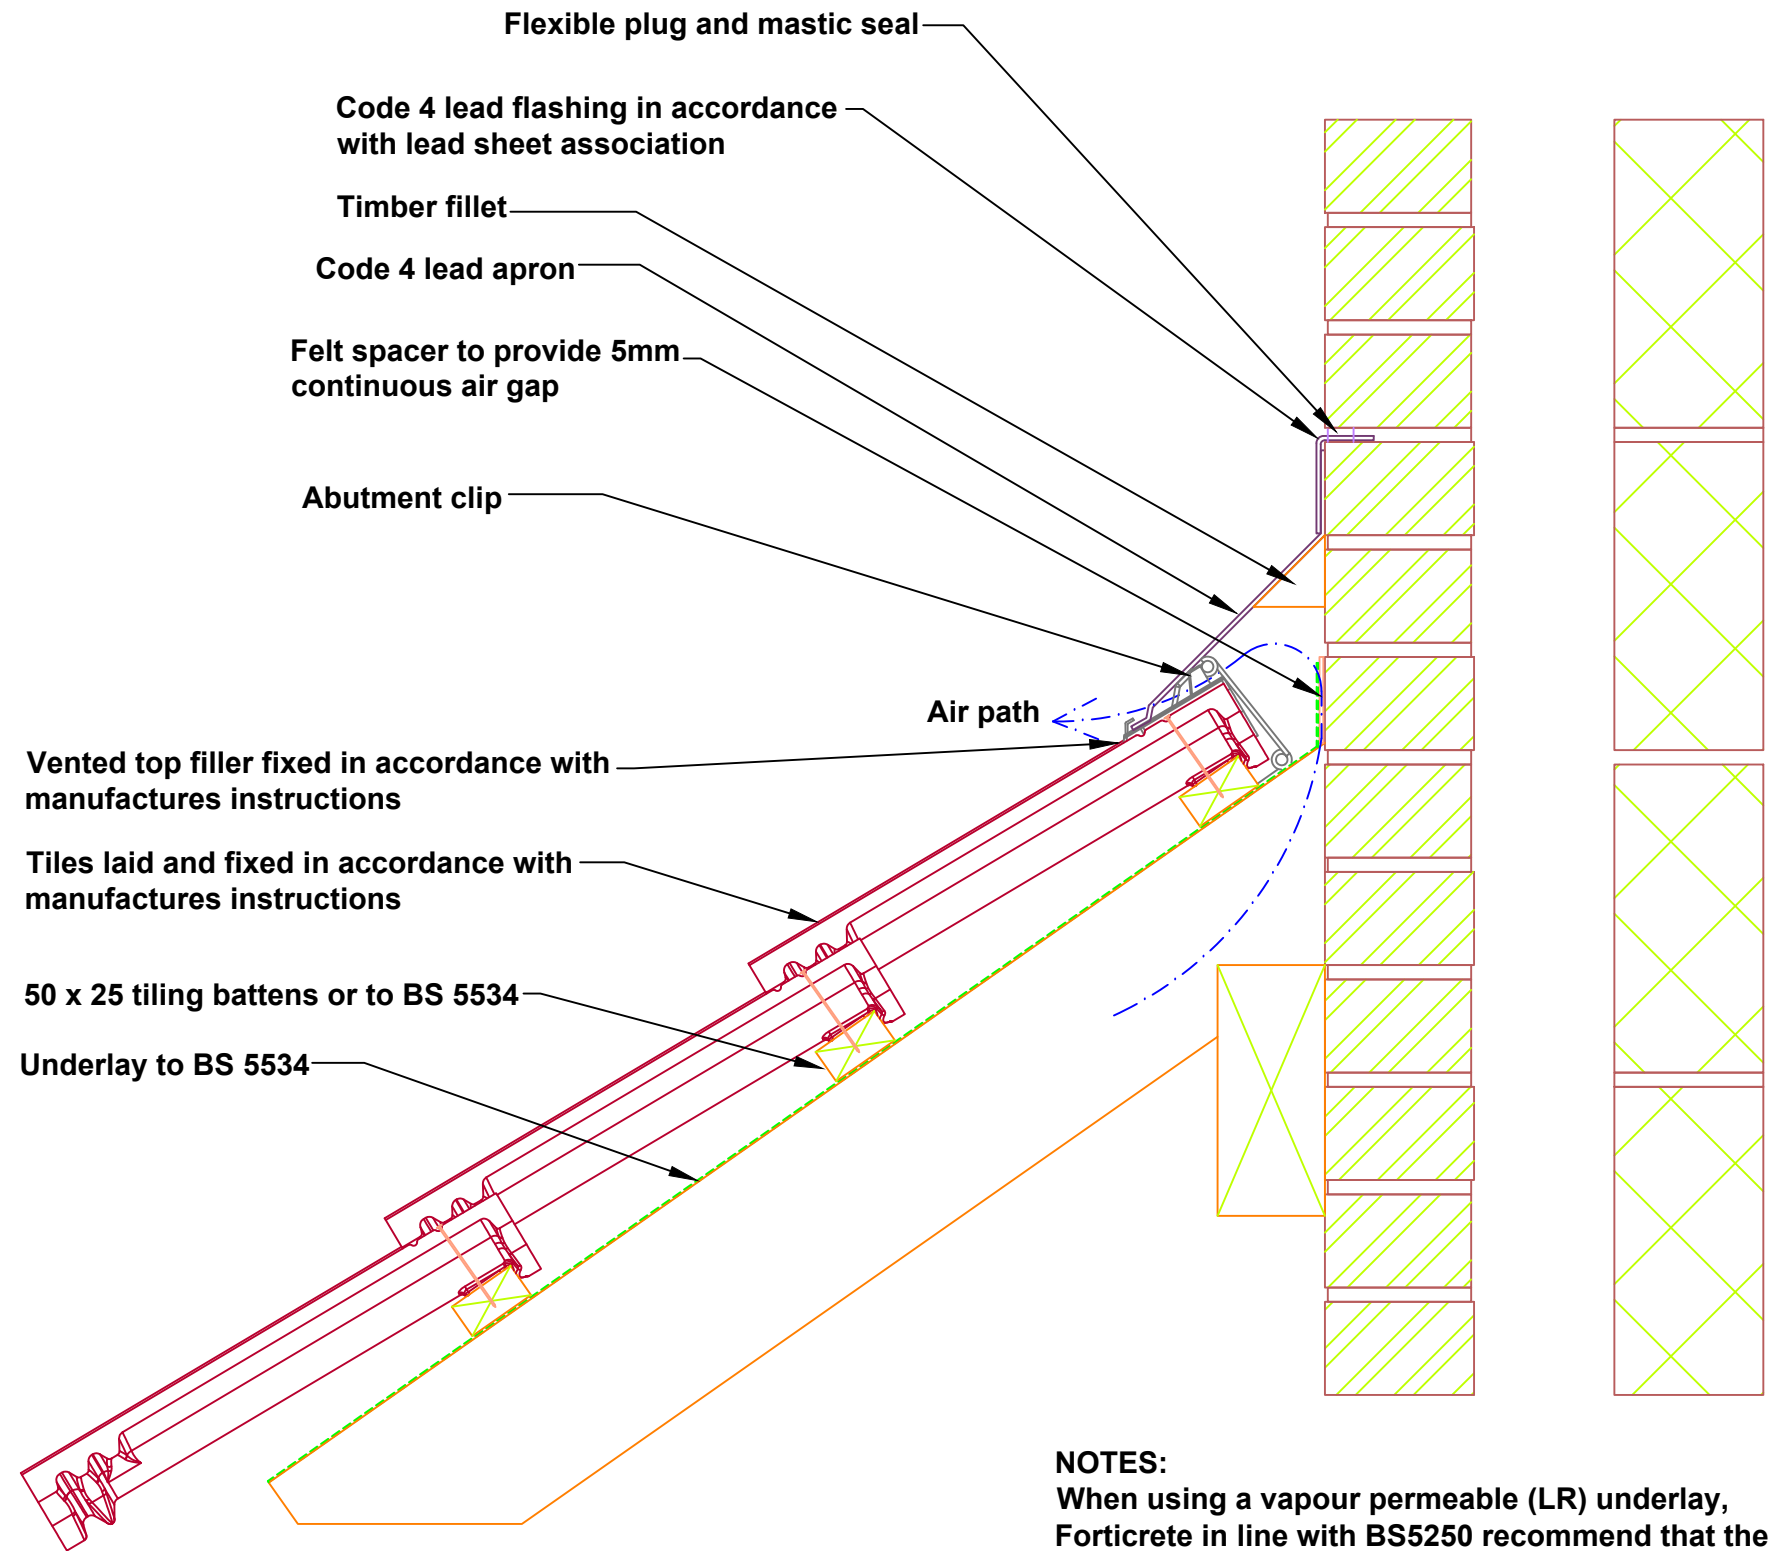 Flexible plug and mastic seal
Code 4 lead flashing in accordance
with lead sheet association
Timber fillet
Code 4 lead apron
Felt spacer to provide 5mm
continuous air gap
Abutment clip
Air path
Vented top filler fixed in accordance with
manufactures instructions
Tiles laid and fixed in accordance with
manufactures instructions
50 x 25 tiling battens or to BS 5534
Underlay to BS 5534
NOTES:
When using a vapour permeable (LR) underlay,
Forticrete in line with BS5250 recommend that the